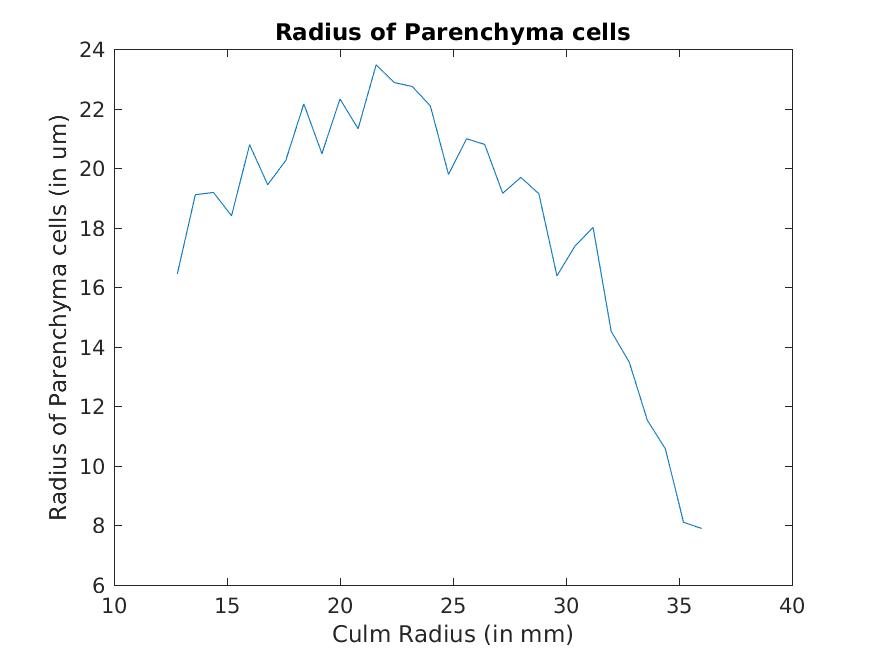 Radius of Parenchyma cells
Radius of Parenchyma cells (in um)
24
22
20
18
16
14
12
10
8
6
10 15 20 25 30 35 40
Culm Radius (in mm)